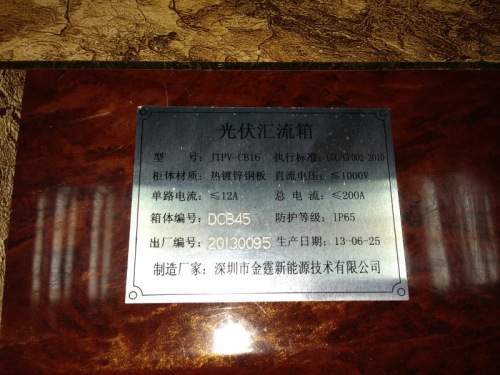 光伏汇流箱
型 号: JTPV-CB16 执行标准: CGC/GF002-2010
柜体材质: 热镀锌钢板 直流电压: ≤1000V
单路电流: ≤12A 总 电 流: ≤200A
箱体编号: DCB45 防护等级: IP65
出厂编号: 20130095 生产日期: 13-06-25
制造厂家: 深圳市金霆新能源技术有限公司